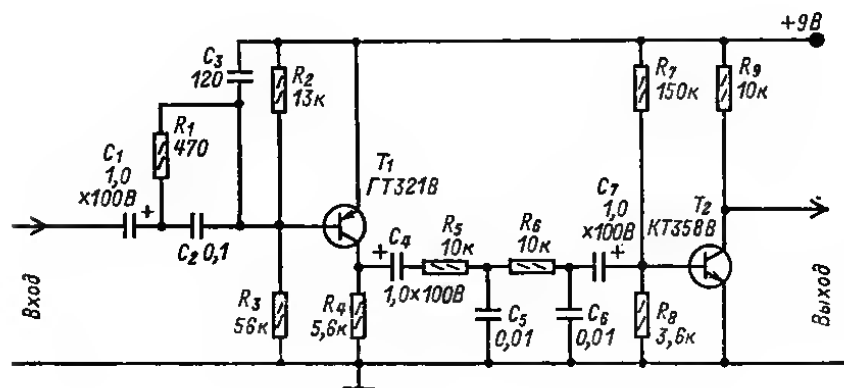 +9В
C3
120
R2
13к
R7
150к
R9
10к
R1
470
C1
1,0
×100В
+
T1
ГТ321В
C7
1,0
×100В
+
T2
КТ358В
C2 0,1
+
C4
1,0×100В
R5
10к
R6
10к
Вход
R3
56к
R4
5,6к
C5
0,01
C6
0,01
R8
3,6к
Выход